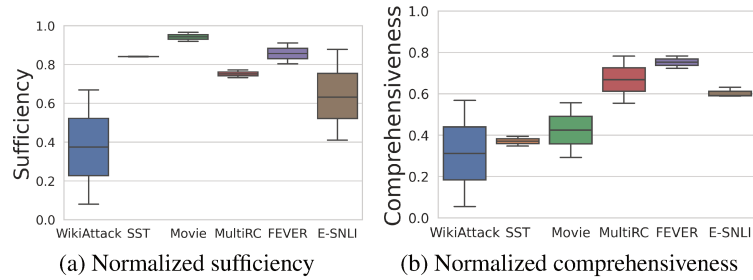 Sufficiency
1.0
0.8
0.6
0.4
0.2
0.0
WikiAttack SST Movie MultiRC FEVER E-SNLI
(a) Normalized sufficiency
Comprehensiveness
1.0
0.8
0.6
0.4
0.2
0.0
WikiAttack SST Movie MultiRC FEVER E-SNLI
(b) Normalized comprehensiveness